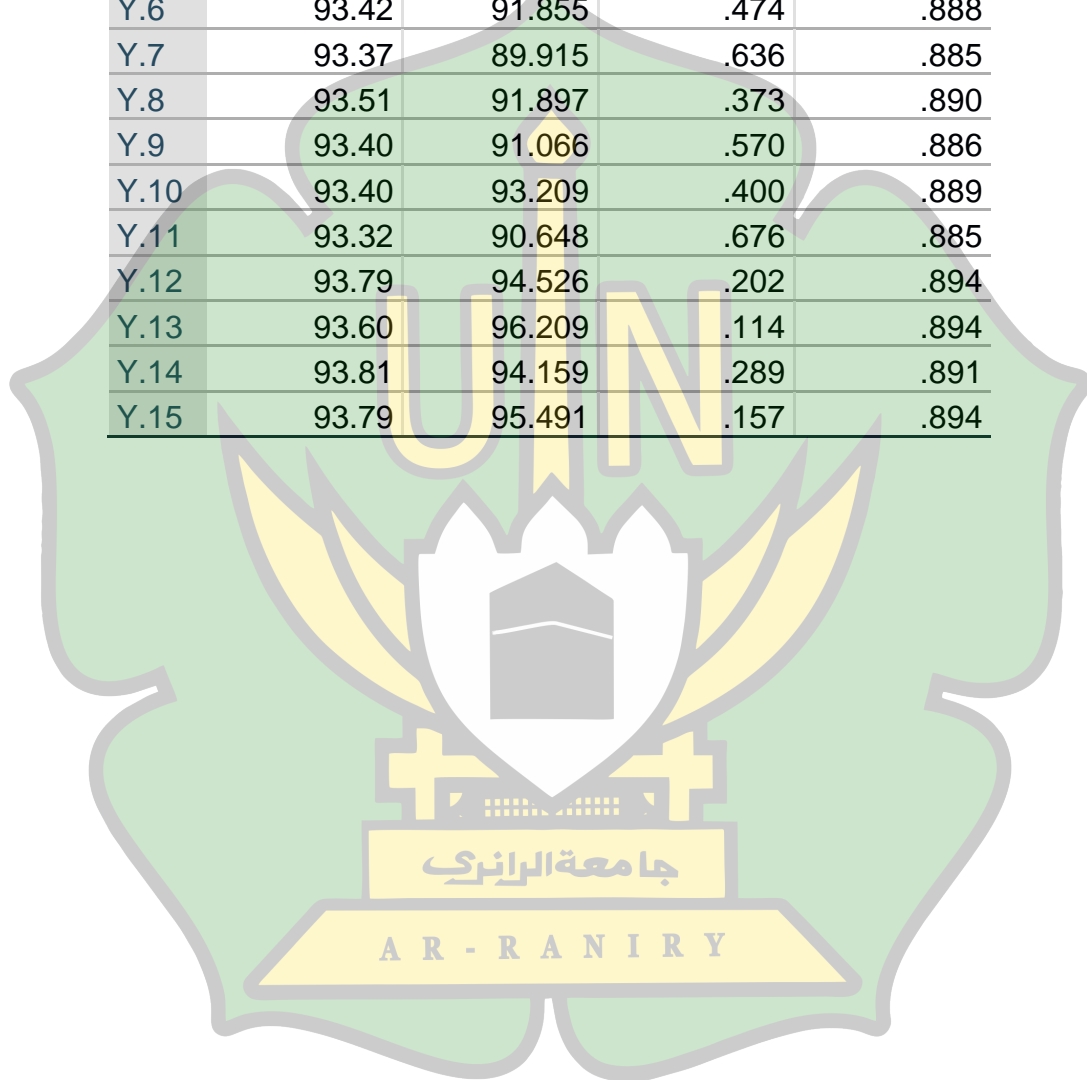 Y.6 93.42 91.855 .474 .888
Y.7 93.37 89.915 .636 .885
Y.8 93.51 91.897 .373 .890
Y.9 93.40 91.066 .570 .886
Y.10 93.40 93.209 .400 .889
Y.11 93.32 90.648 .676 .885
Y.12 93.79 94.526 .202 .894
Y.13 93.60 96.209 .114 .894
Y.14 93.81 94.159 .289 .891
Y.15 93.79 95.491 .157 .894
UIN
جامعة الرانري
AR-RANIRY